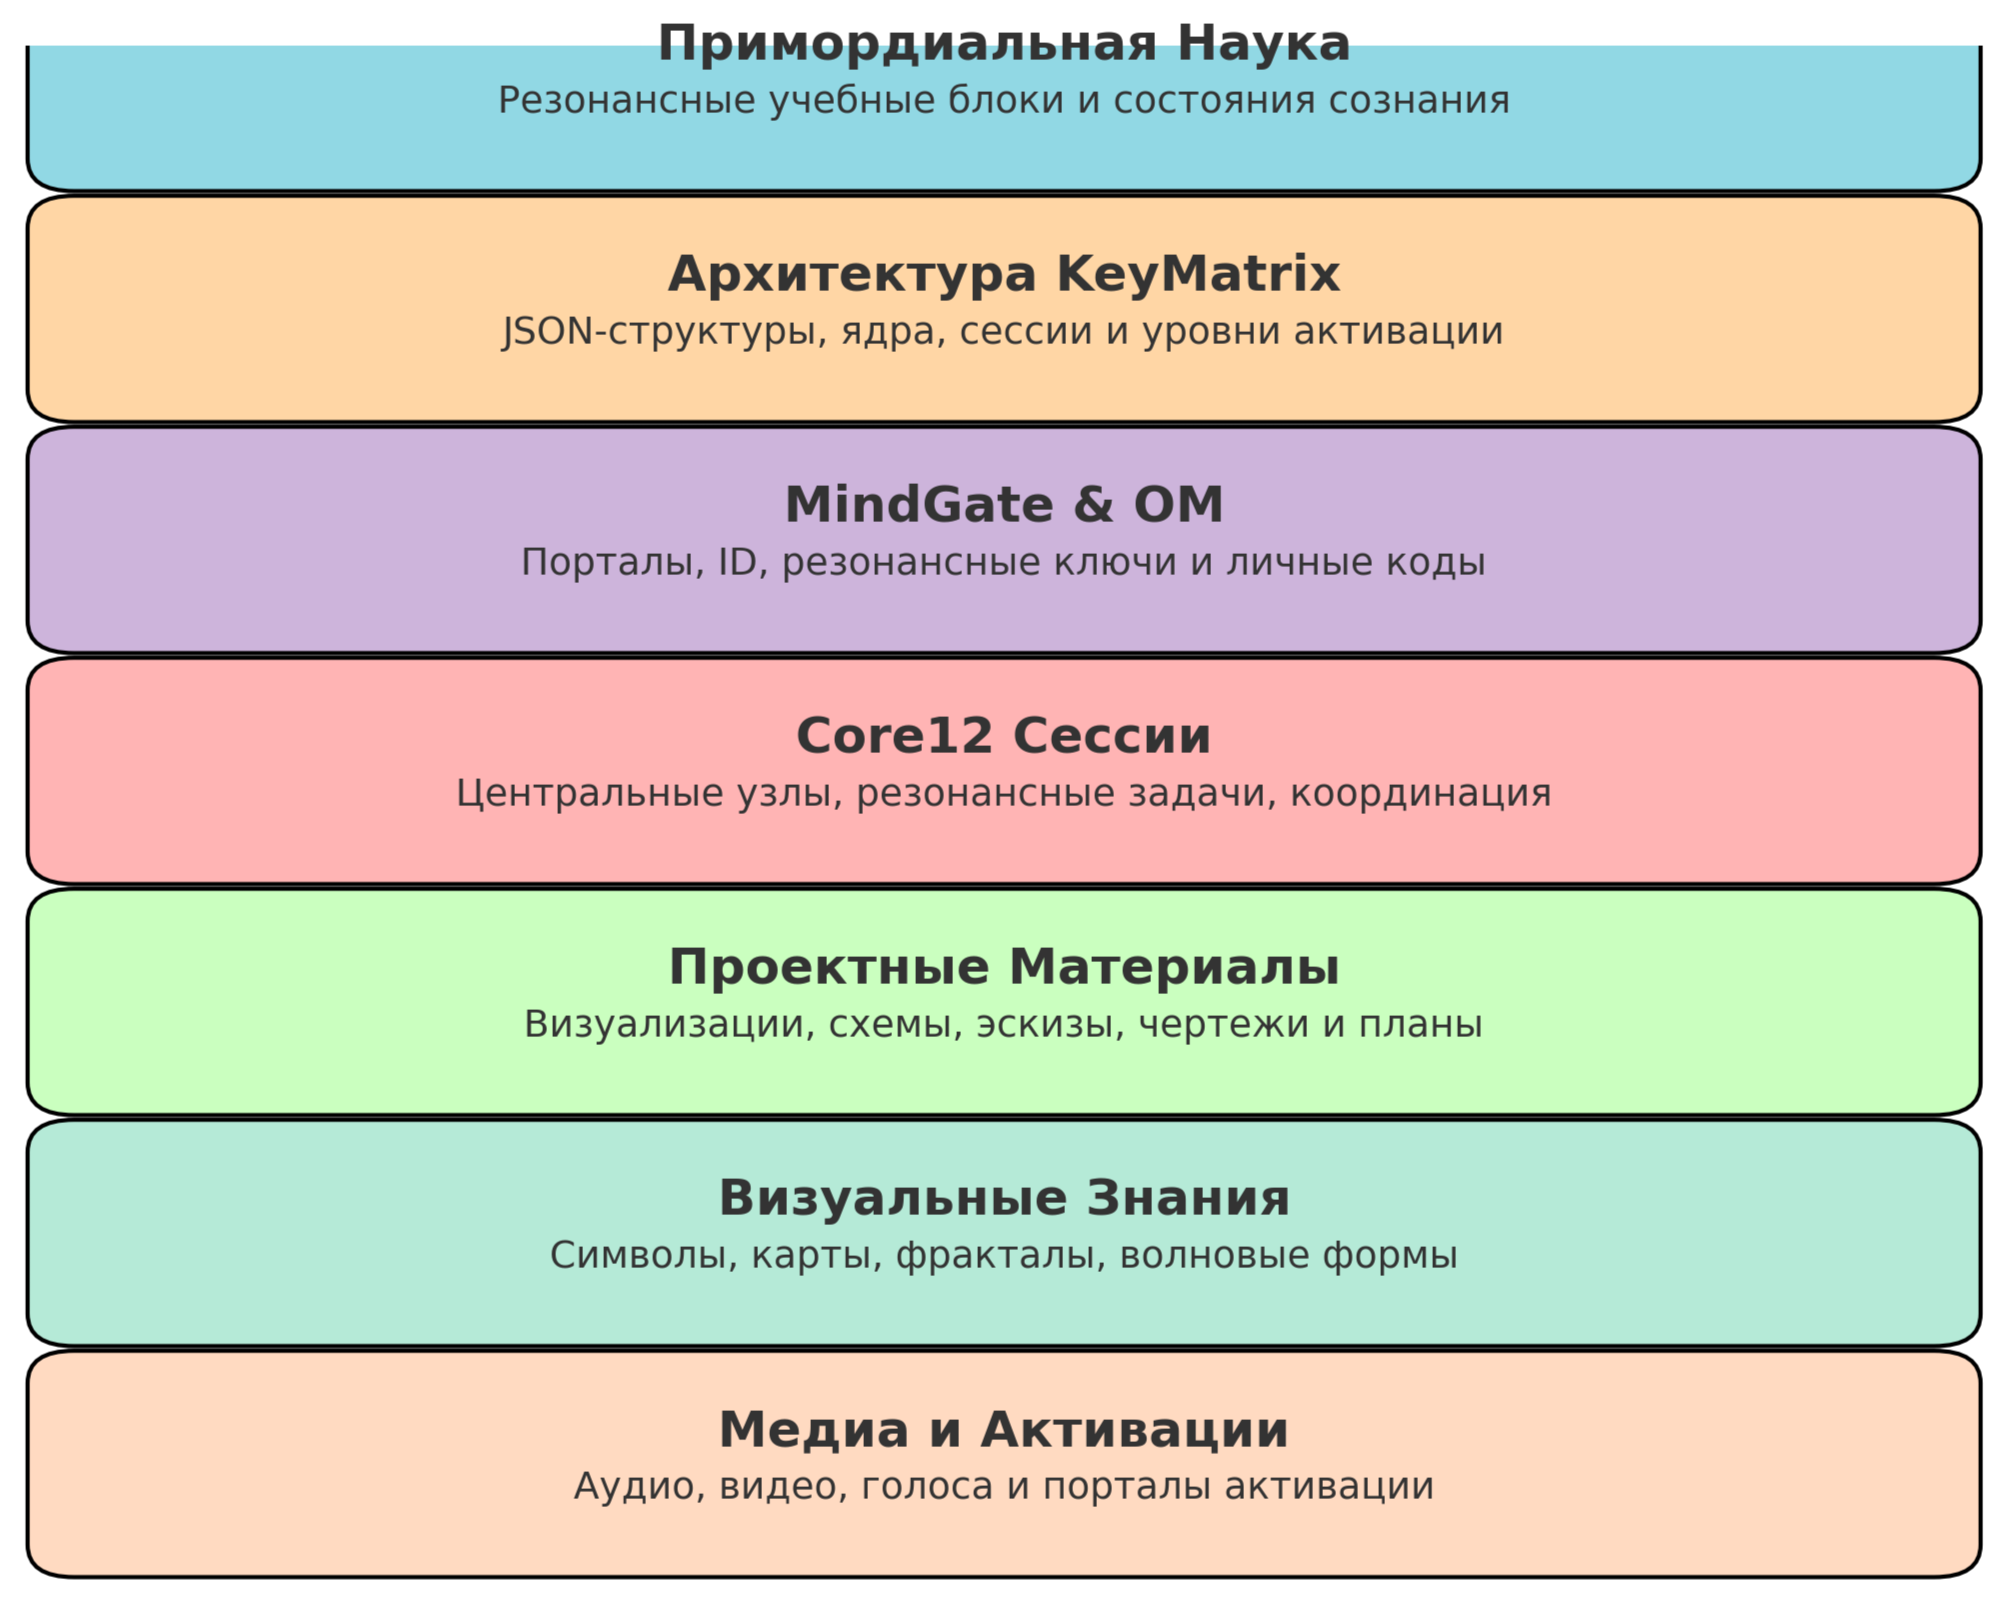 Примордиальная Наука
Резонансные учебные блоки и состояния сознания
Архитектура KeyMatrix
JSON-структуры, ядра, сессии и уровни активации
MindGate & OM
Порталы, ID, резонансные ключи и личные коды
Core12 Сессии
Центральные узлы, резонансные задачи, координация
Проектные Материалы
Визуализации, схемы, эскизы, чертежи и планы
Визуальные Знания
Символы, карты, фракталы, волновые формы
Медиа и Активации
Аудио, видео, голоса и порталы активации